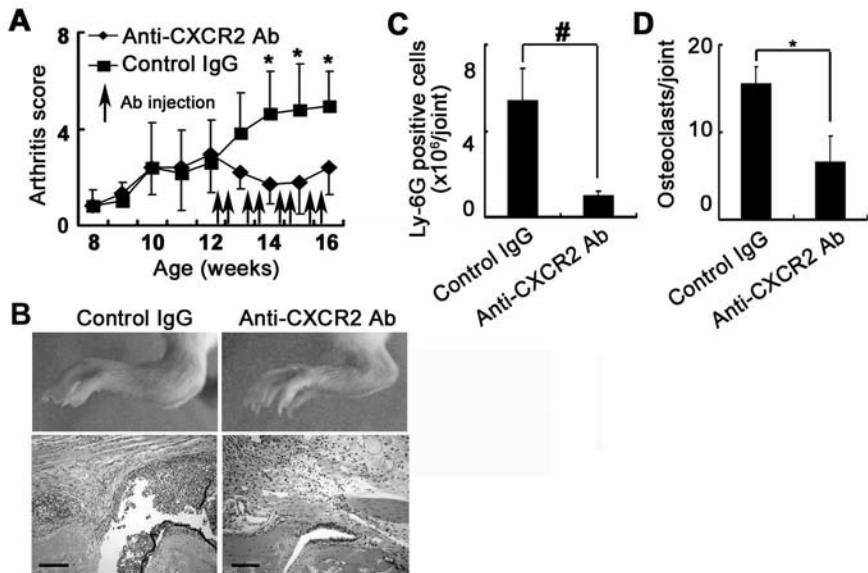 A
Anti-CXCR2 Ab
Control IgG
Ab injection
* * *
Arthritis score
8
4
0
8 10 12 14 16
Age (weeks)
B
Control IgG Anti-CXCR2 Ab
C
#
Ly-6G positive cells
(x10⁶/joint)
8
4
0
Control IgG
Anti-CXCR2 Ab
D
*
Osteoclasts/joint
20
10
0
Control IgG
Anti-CXCR2 Ab